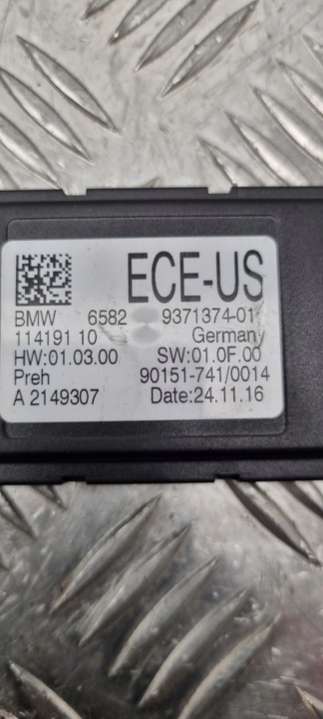 ECE-US
BMW 6582 9371374-01
114191 10 Germany
HW:01.03.00 SW:01.0F.00
Preh 90151-741/0014
A 2149307 Date:24.11.16